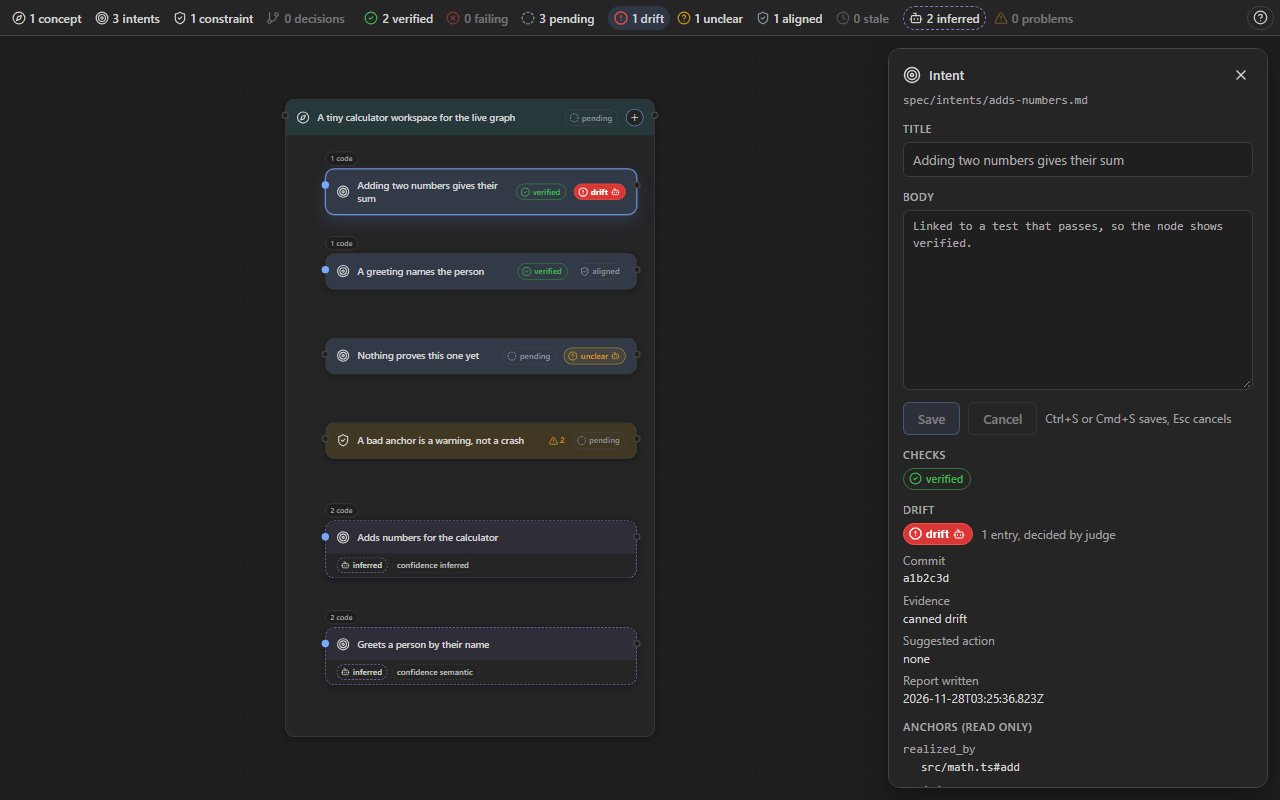 1 concept 3 intents 1 constraint 0 decisions 2 verified 0 failing 3 pending 1 drift 1 unclear 1 aligned 0 stale 2 inferred 0 problems
A tiny calculator workspace for the live graph pending
1 code
Adding two numbers gives their
sum
verified drift
1 code
A greeting names the person verified aligned
Nothing proves this one yet pending unclear
A bad anchor is a warning, not a crash 2 pending
2 code
Adds numbers for the calculator
inferred confidence inferred
2 code
Greets a person by their name
inferred confidence semantic
Intent
spec/intents/adds-numbers.md
TITLE
Adding two numbers gives their sum
BODY
Linked to a test that passes, so the node shows
verified.
Save Cancel Ctrl+S or Cmd+S saves, Esc cancels
CHECKS
verified
DRIFT
drift 1 entry, decided by judge
Commit
a1b2c3d
Evidence
canned drift
Suggested action
none
Report written
2026-11-28T03:25:36.823Z
ANCHORS (READ ONLY)
realized_by
src/math.ts#add